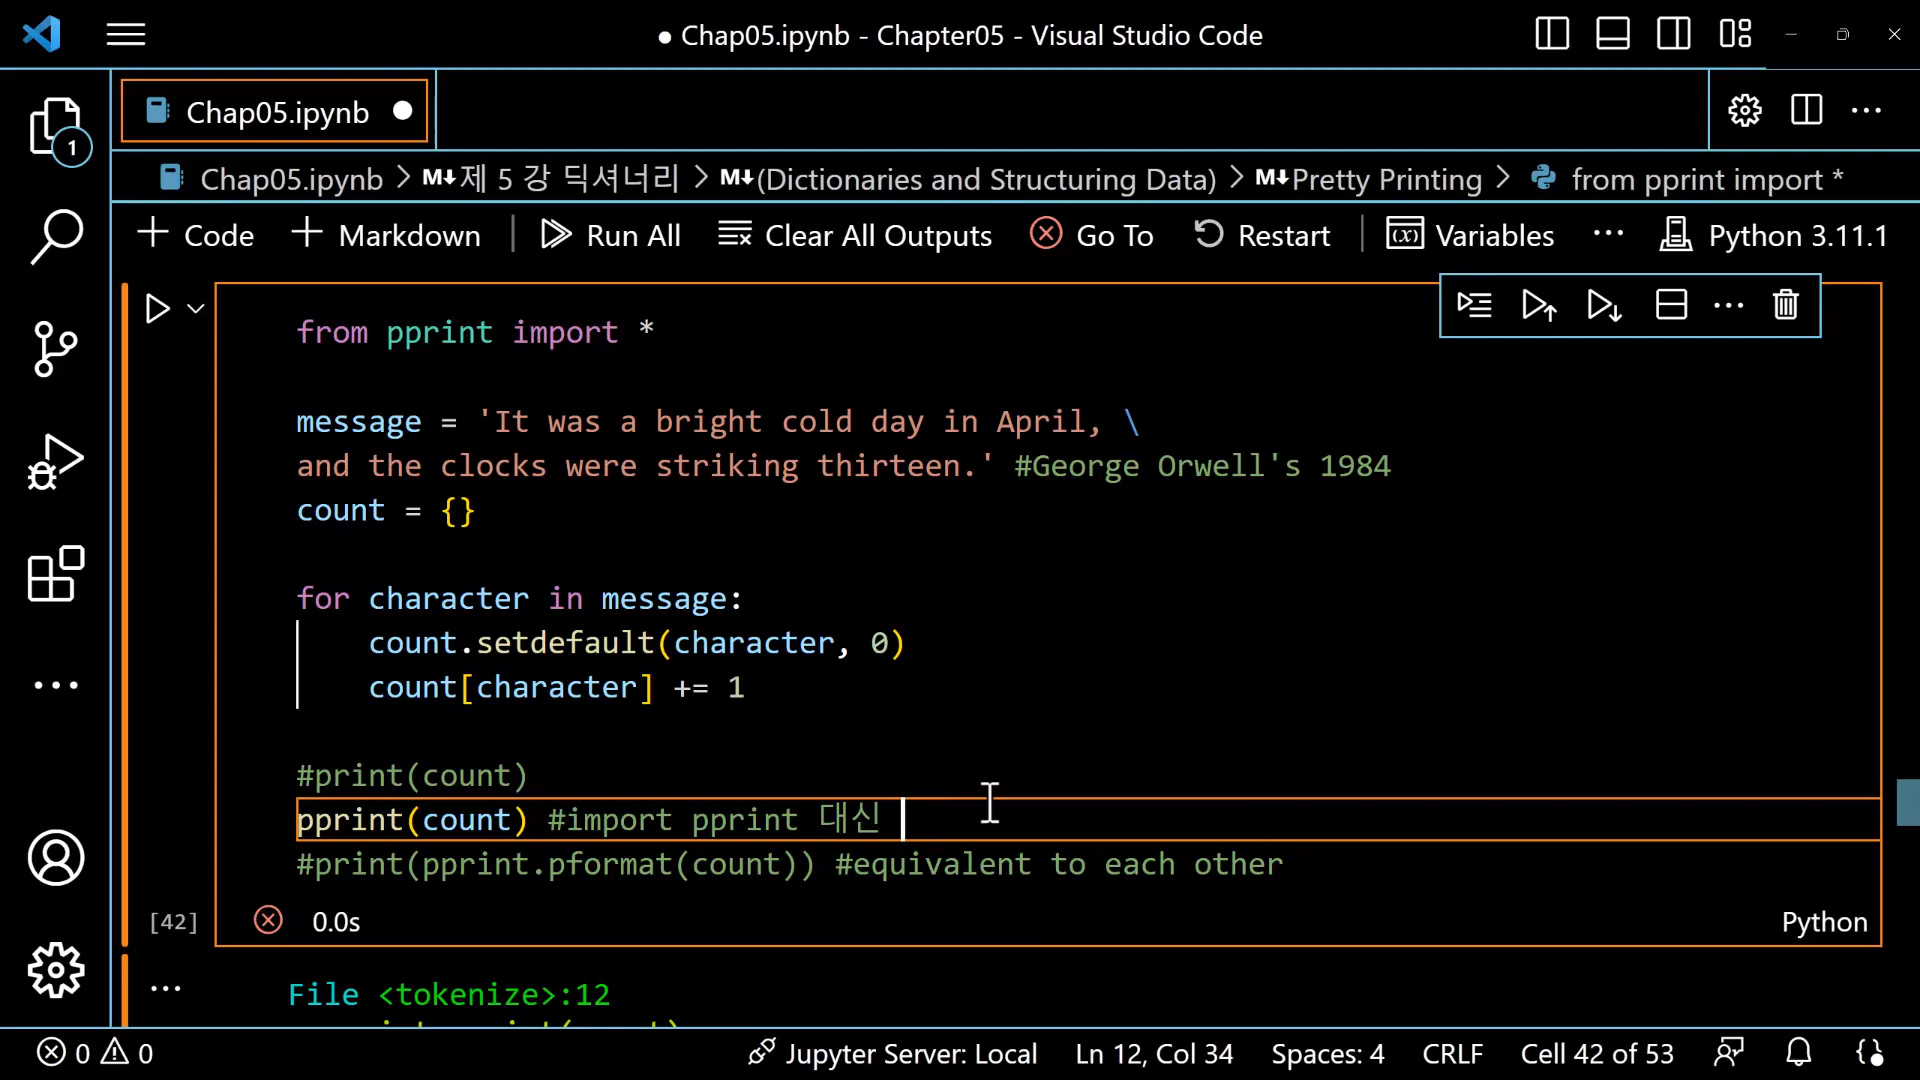 ● Chap05.ipynb - Chapter05 - Visual Studio Code
Chap05.ipynb ●
1
Chap05.ipynb > M↓제 5 강 딕셔너리 > M↓(Dictionaries and Structuring Data) > M↓Pretty Printing > from pprint import *
+ Code + Markdown Run All Clear All Outputs Go To Restart (x) Variables ... Python 3.11.1
from pprint import *
message = 'It was a bright cold day in April, \
and the clocks were striking thirteen.' #George Orwell's 1984
count = {}
for character in message:
count.setdefault(character, 0)
count[character] += 1
#print(count)
pprint(count) #import pprint 대신
#print(pprint.pformat(count)) #equivalent to each other
[42] 0.0s Python
File <tokenize>:12
0 0 Jupyter Server: Local Ln 12, Col 34 Spaces: 4 CRLF Cell 42 of 53